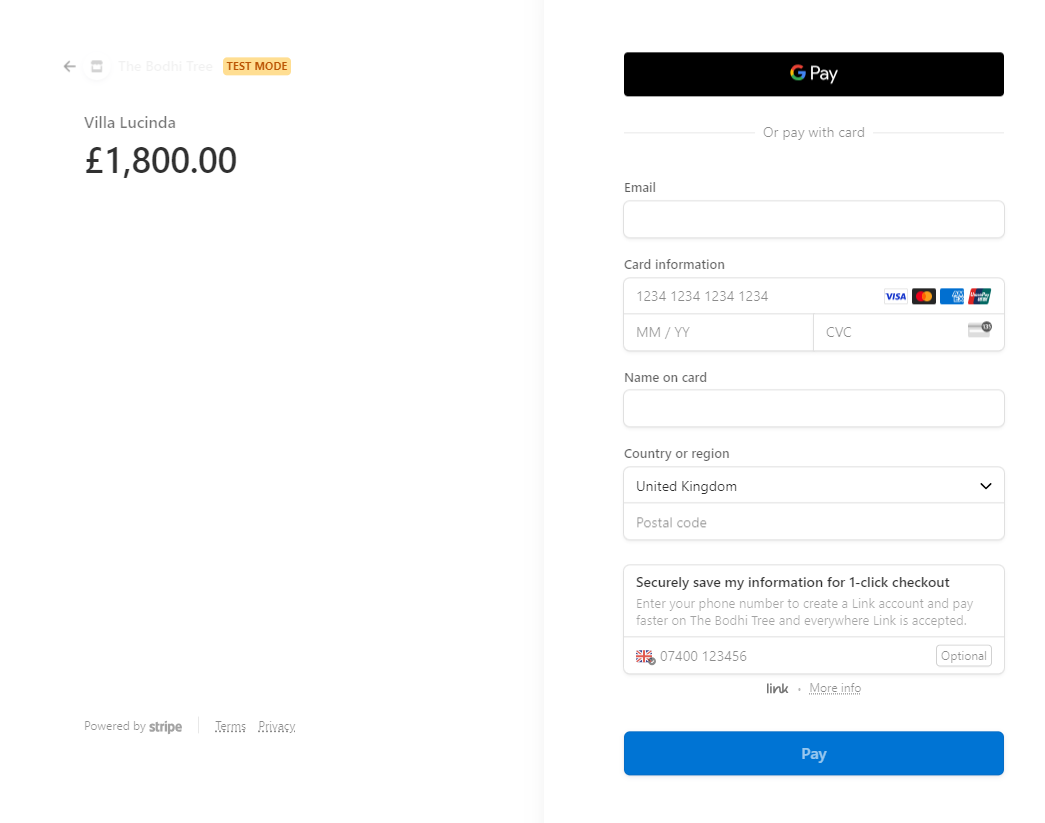 The Bodhi Tree TEST MODE
Villa Lucinda
£1,800.00
Powered by stripe Terms Privacy
G Pay
Or pay with card
Email
Card information
1234 1234 1234 1234 VISA
MM / YY CVC 135
Name on card
Country or region
United Kingdom
Postal code
Securely save my information for 1-click checkout
Enter your phone number to create a Link account and pay
faster on The Bodhi Tree and everywhere Link is accepted.
07400 123456 Optional
link • More info
Pay